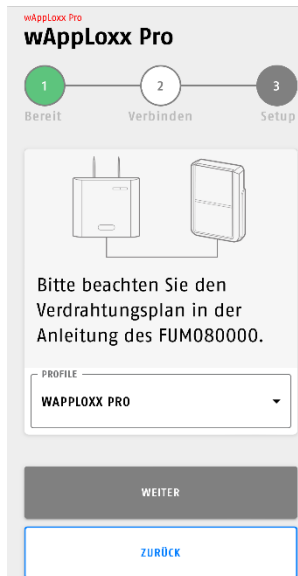 wAppLoxx Pro
wAppLoxx Pro
1
2
3
Bereit
Verbinden
Setup
Bitte beachten Sie den
Verdrahtungsplan in der
Anleitung des FUM080000.
PROFILE
WAPPLOXX PRO
WEITER
ZURÜCK